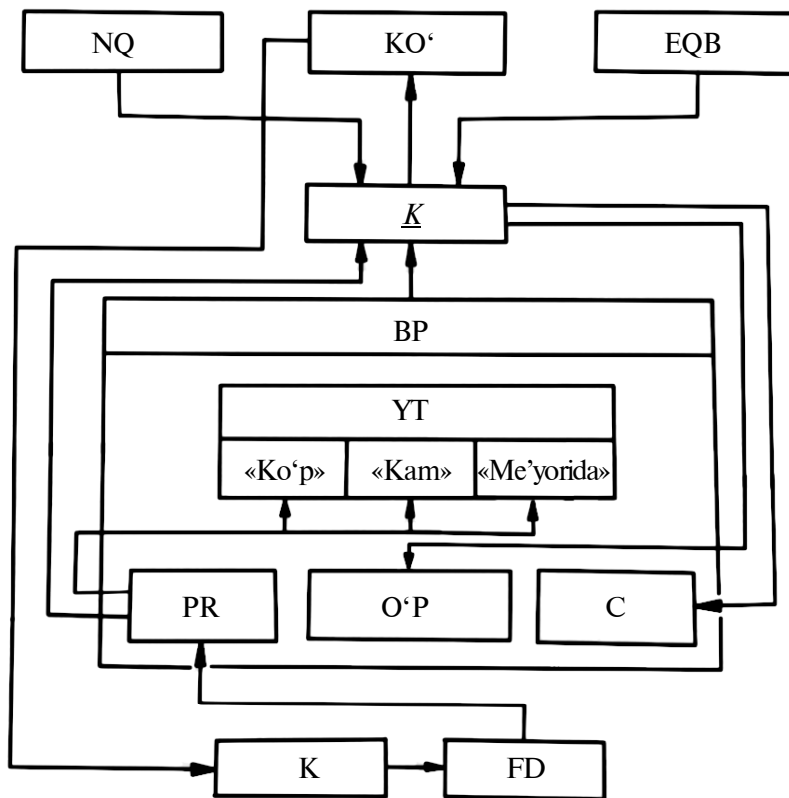 NQ
KO‘
EQB
K
BP
YT
«Ko‘p»
«Kam»
«Me’yorida»
PR
O‘P
C
K
FD